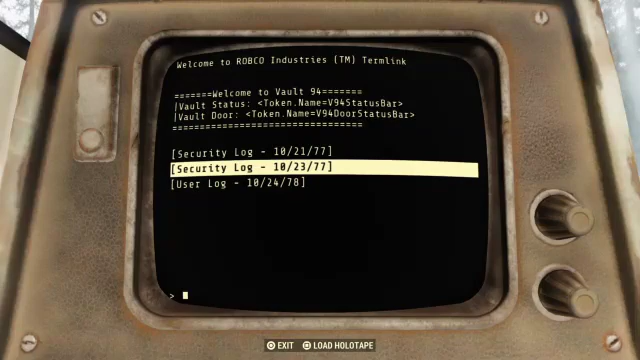 Welcome to ROBCO Industries (TM) Termlink
=======Welcome to Vault 94=======
|Vault Status: <Token.Name=V94StatusBar>
|Vault Door: <Token.Name=V94DoorStatusBar>
=================================
[Security Log - 10/21/77]
[Security Log - 10/23/77]
[User Log - 10/24/78]
>
EXIT LOAD HOLOTAPE